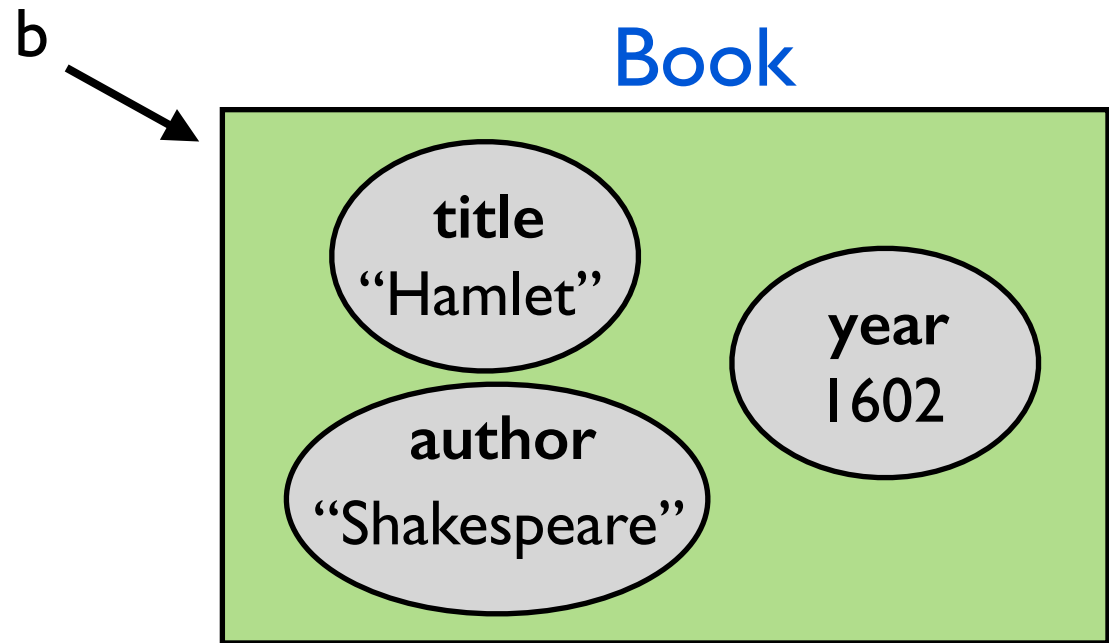 b
Book
title
“Hamlet”
author
“Shakespeare”
year
1602